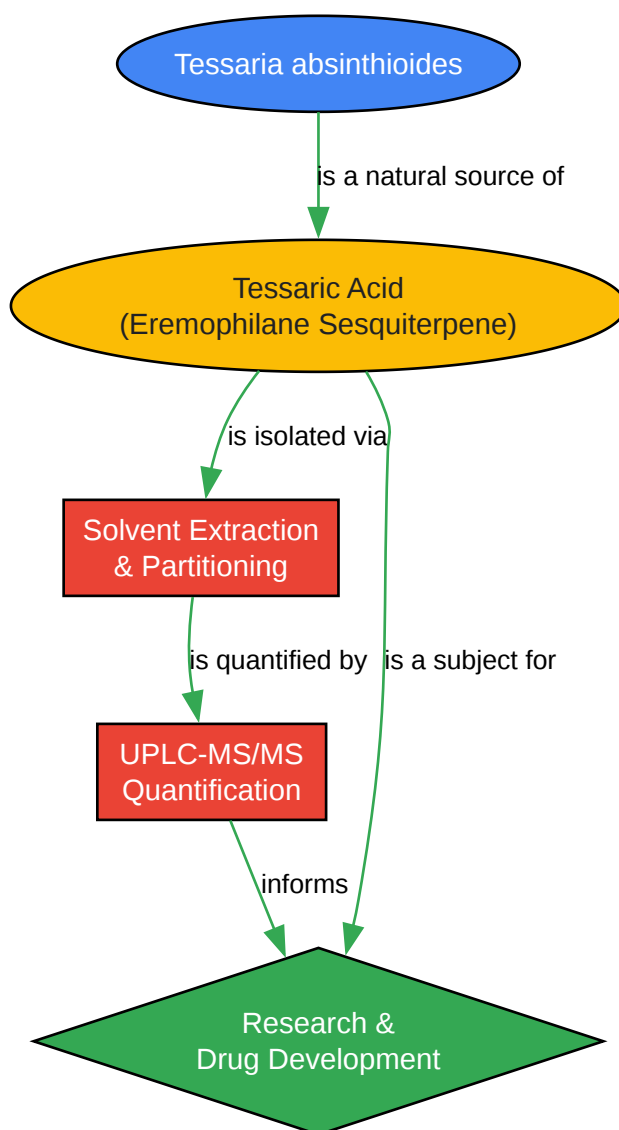 Tessaria absinthioides
is a natural source of
Tessaric Acid
(Eremophilane Sesquiterpene)
is isolated via
Solvent Extraction
& Partitioning
is quantified by
is a subject for
UPLC-MS/MS
Quantification
informs
Research &
Drug Development